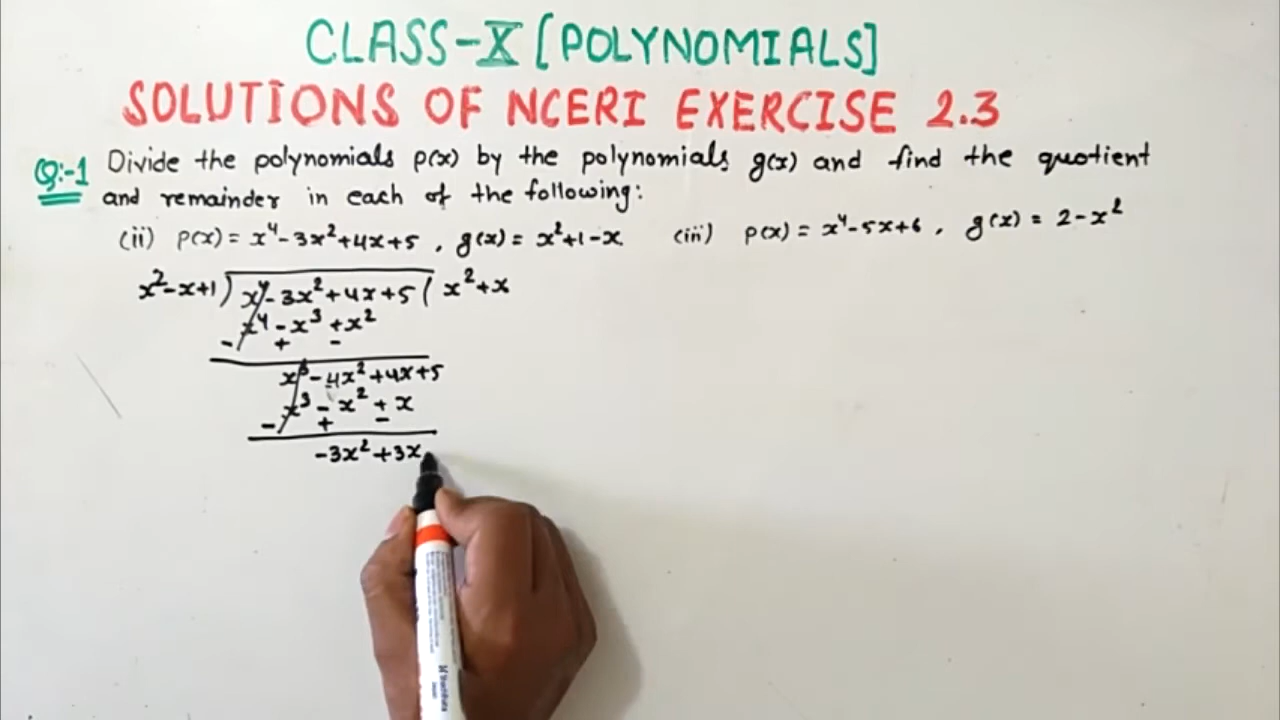 CLASS-X [POLYNOMIALS]
SOLUTIONS OF NCERI EXERCISE 2.3
Q:-1 Divide the polynomials p(x) by the polynomials g(x) and find the quotient
and remainder in each of the following:
(ii) p(x) = x⁴-3x²+4x+5, g(x) = x²+1-x (iii) p(x) = x⁴-5x+6, g(x) = 2-x²
x²-x+1) x⁴-3x²+4x+5 ( x²+x
x⁴-x³+x²
- + -
x³-4x²+4x+5
x³-x²+x
- + -
-3x²+3x